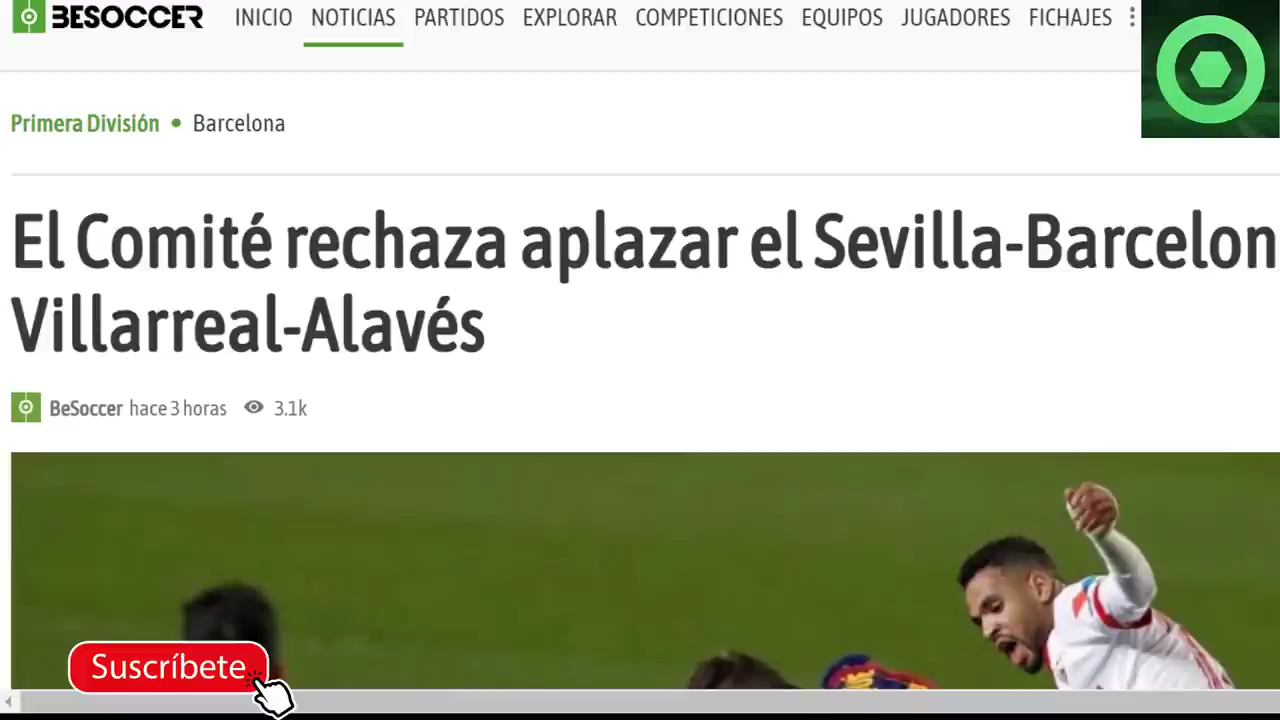 BESOCCER INICIO NOTICIAS PARTIDOS EXPLORAR COMPETICIONES EQUIPOS JUGADORES FICHAJES
Primera División • Barcelona
El Comité rechaza aplazar el Sevilla-Barcelon
Villarreal-Alavés
BeSoccer hace 3 horas 3.1k
Suscríbete